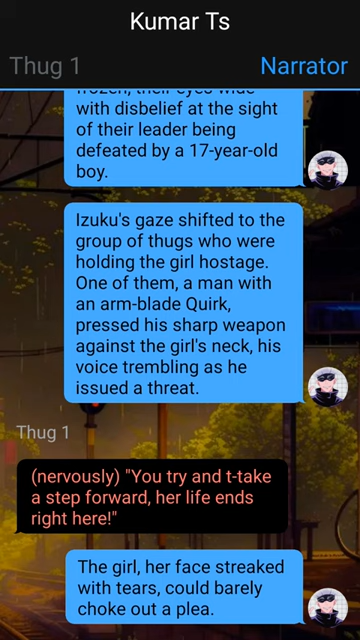 Kumar Ts
Thug 1
Narrator
frozen, their eyes wide
with disbelief at the sight
of their leader being
defeated by a 17-year-old
boy.
Izuku's gaze shifted to the
group of thugs who were
holding the girl hostage.
One of them, a man with
an arm-blade Quirk,
pressed his sharp weapon
against the girl's neck, his
voice trembling as he
issued a threat.
Thug 1
(nervously) "You try and t-take
a step forward, her life ends
right here!"
The girl, her face streaked
with tears, could barely
choke out a plea.